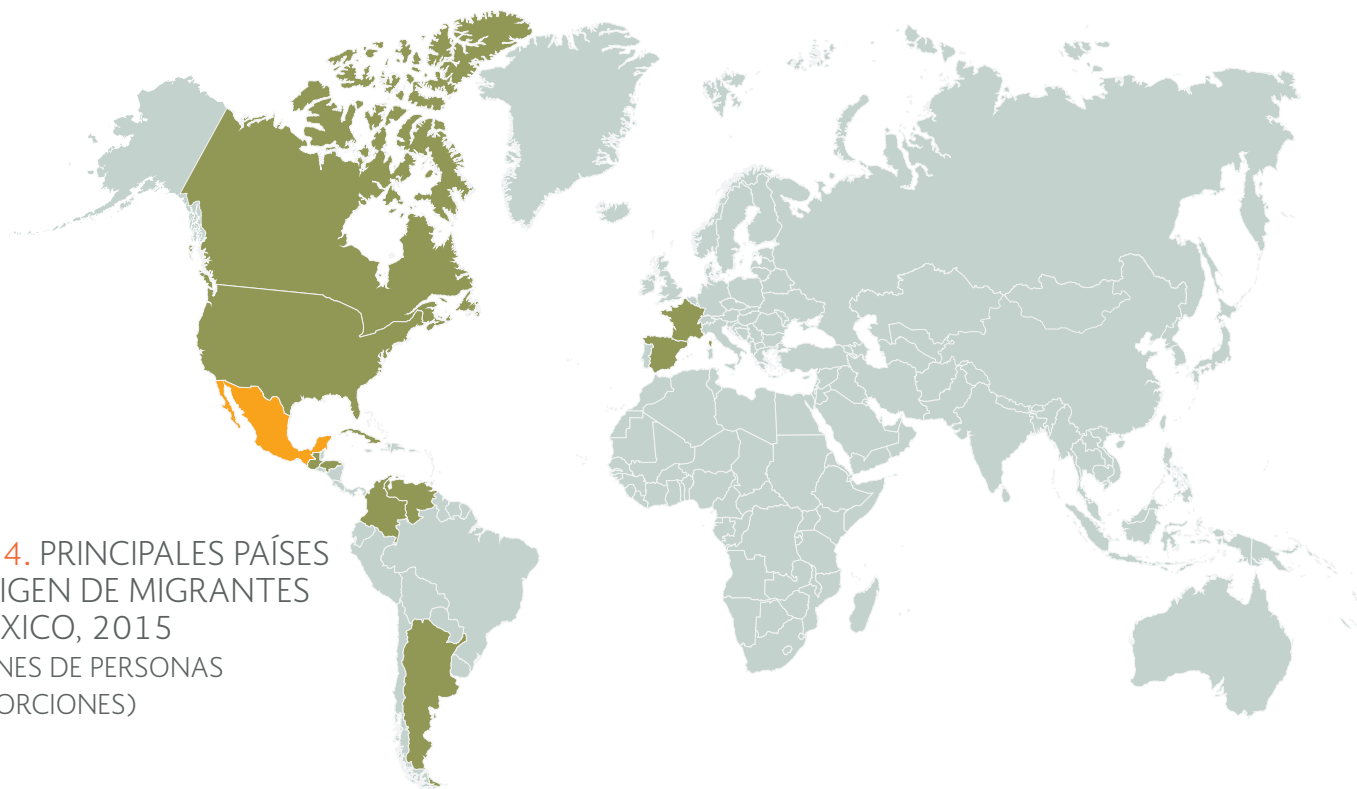 4. PRINCIPALES PAÍSES
IGEN DE MIGRANTES
XICO, 2015
NES DE PERSONAS
ORCIONES)